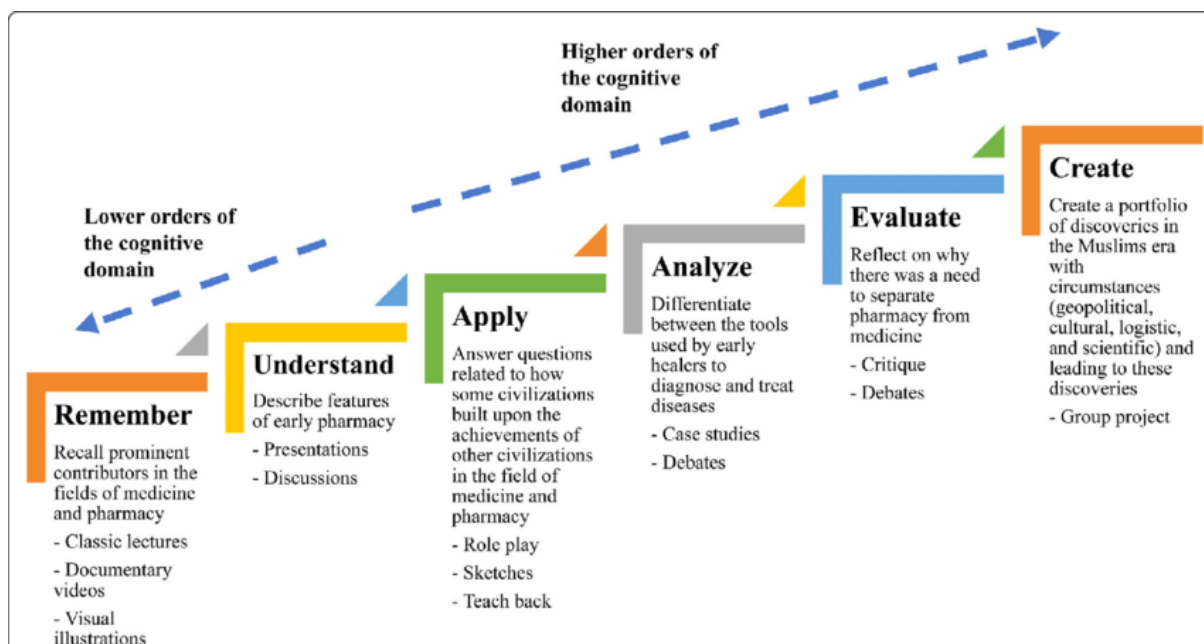 Higher orders of
the cognitive
domain
Lower orders of
the cognitive
domain
Remember
Recall prominent
contributors in the
fields of medicine
and pharmacy
- Classic lectures
- Documentary
videos
- Visual
illustrations
Understand
Describe features
of early pharmacy
- Presentations
- Discussions
Apply
Answer questions
related to how
some civilizations
built upon the
achievements of
other civilizations
in the field of
medicine and
pharmacy
- Role play
- Sketches
- Teach back
Analyze
Differentiate
between the tools
used by early
healers to
diagnose and treat
diseases
- Case studies
- Debates
Evaluate
Reflect on why
there was a need
to separate
pharmacy from
medicine
- Critique
- Debates
Create
Create a portfolio
of discoveries in
the Muslims era
with
circumstances
(geopolitical,
cultural, logistic,
and scientific) and
leading to these
discoveries
- Group project